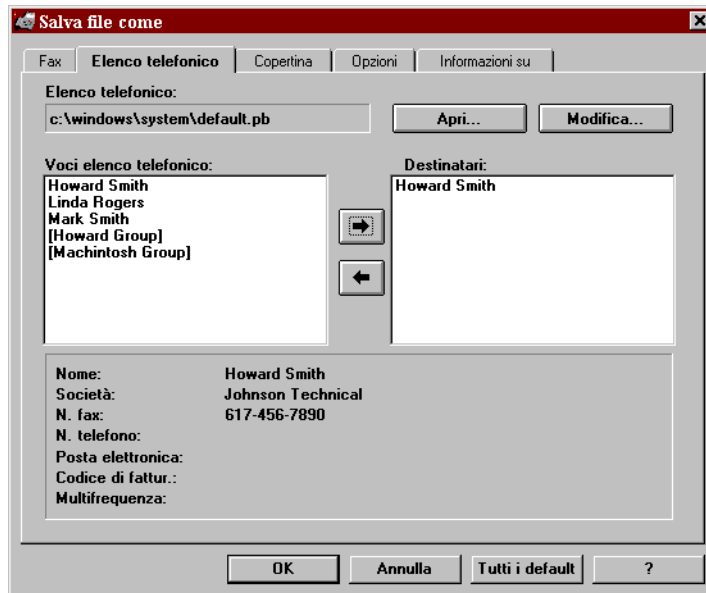 Salva file come
Fax Elenco telefonico Copertina Opzioni Informazioni su
Elenco telefonico:
c:\windows\system\default.pb Apri... Modifica...
Voci elenco telefonico: Destinatari:
Howard Smith Howard Smith
Linda Rogers
Mark Smith
[Howard Group]
[Machintosh Group]
Nome: Howard Smith
Società: Johnson Technical
N. fax: 617-456-7890
N. telefono:
Posta elettronica:
Codice di fattur.:
Multifrequenza:
OK Annulla Tutti i default ?